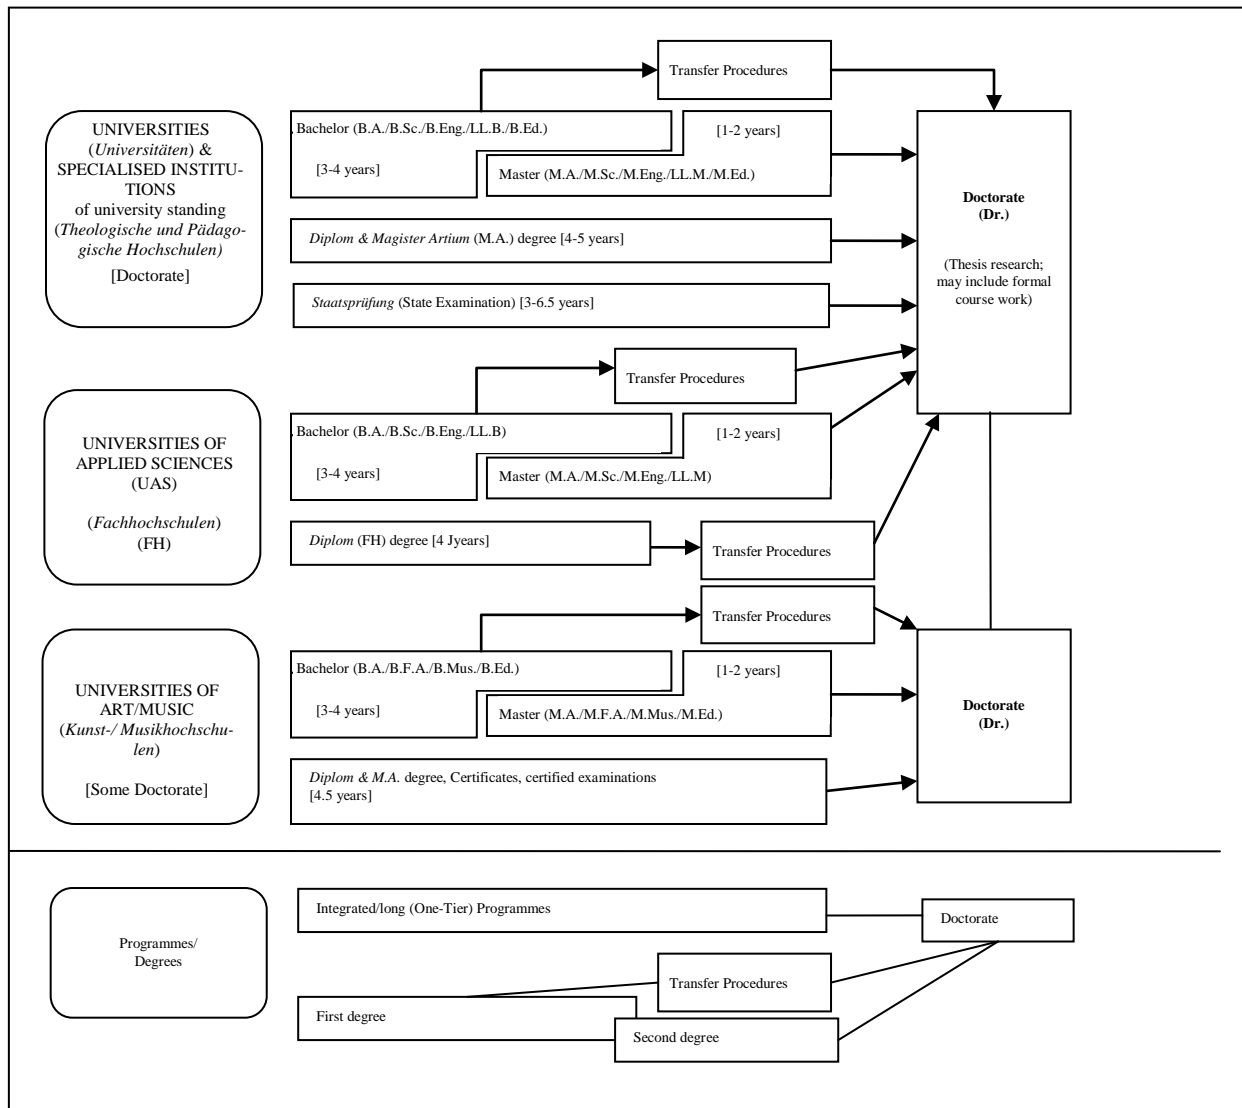 Transfer Procedures
UNIVERSITIES
(Universitäten) &
SPECIALISED INSTITU-
TIONS
of university standing
(Theologische und Pädago-
gische Hochschulen)
[Doctorate]
Bachelor (B.A./B.Sc./B.Eng./LL.B./B.Ed.)
[1-2 years]
[3-4 years]
Master (M.A./M.Sc./M.Eng./LL.M./M.Ed.)
Diplom & Magister Artium (M.A.) degree [4-5 years]
Staatsprüfung (State Examination) [3-6.5 years]
Doctorate
(Dr.)
(Thesis research;
may include formal
course work)
Transfer Procedures
UNIVERSITIES OF
APPLIED SCIENCES
(UAS)
(Fachhochschulen)
(FH)
Bachelor (B.A./B.Sc./B.Eng./LL.B)
[1-2 years]
[3-4 years]
Master (M.A./M.Sc./M.Eng./LL.M)
Diplom (FH) degree [4 Jyears]
Transfer Procedures
Transfer Procedures
UNIVERSITIES OF
ART/MUSIC
(Kunst-/ Musikhochschu-
len)
[Some Doctorate]
Bachelor (B.A./B.F.A./B.Mus./B.Ed.)
[1-2 years]
[3-4 years]
Master (M.A./M.F.A./M.Mus./M.Ed.)
Diplom & M.A. degree, Certificates, certified examinations
[4.5 years]
Doctorate
(Dr.)
Programmes/
Degrees
Integrated/long (One-Tier) Programmes
Doctorate
Transfer Procedures
First degree
Second degree